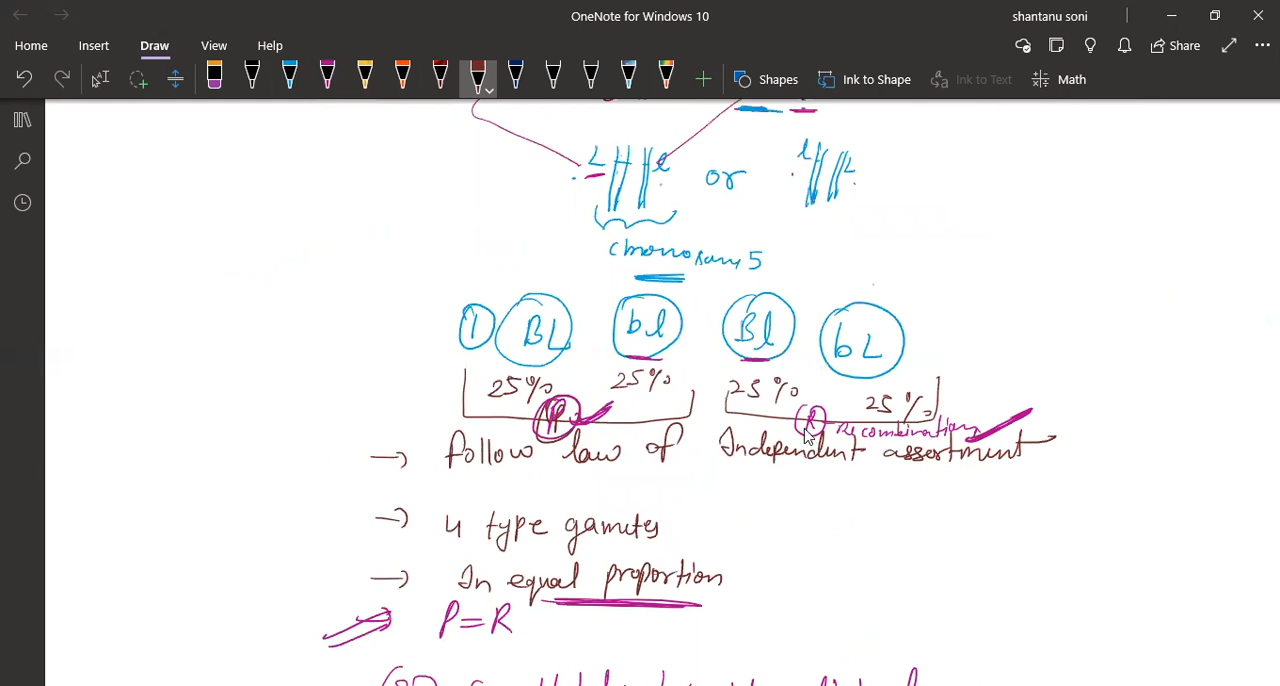 OneNote for Windows 10
shantanu soni
Home Insert Draw View Help
Share
Shapes Ink to Shape Ink to Text Math
L l or l L
chromosome 5
1 BL bl Bl bL
25% 25% 25% 25%
P R Recombination
→ follow law of Independent assortment
→ 4 type gametes
→ In equal proportion
P=R